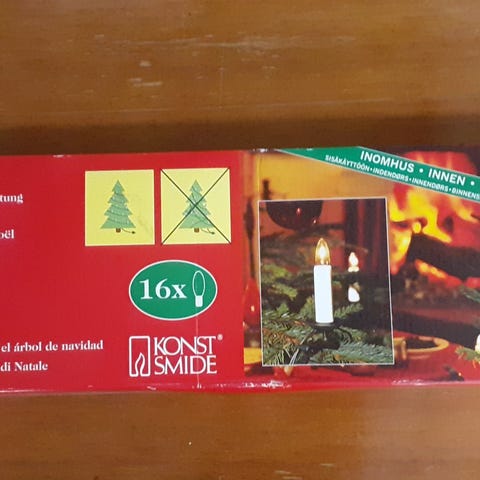 INOMHUS • INNEN •
SISÄKÄYTTÖÖN • INDENDØRS • INNENDØRS • BINNENS
tung
oël
16x
el árbol de navidad
di Natale
KONST®
SMIDE